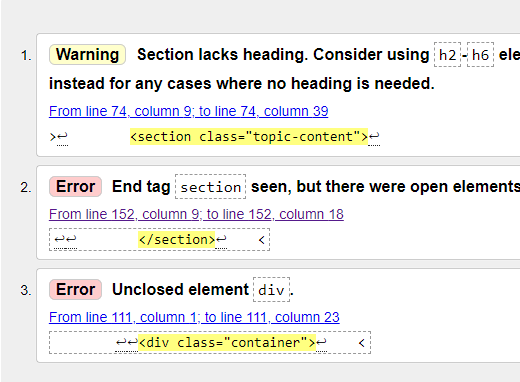 1. Warning Section lacks heading. Consider using h2-h6 ele
instead for any cases where no heading is needed.
From line 74, column 9; to line 74, column 39
>↩ <section class="topic-content">↩
2. Error End tag section seen, but there were open elements
From line 152, column 9; to line 152, column 18
↩↩ </section>↩ <
3. Error Unclosed element div.
From line 111, column 1; to line 111, column 23
↩↩<div class="container">↩ <